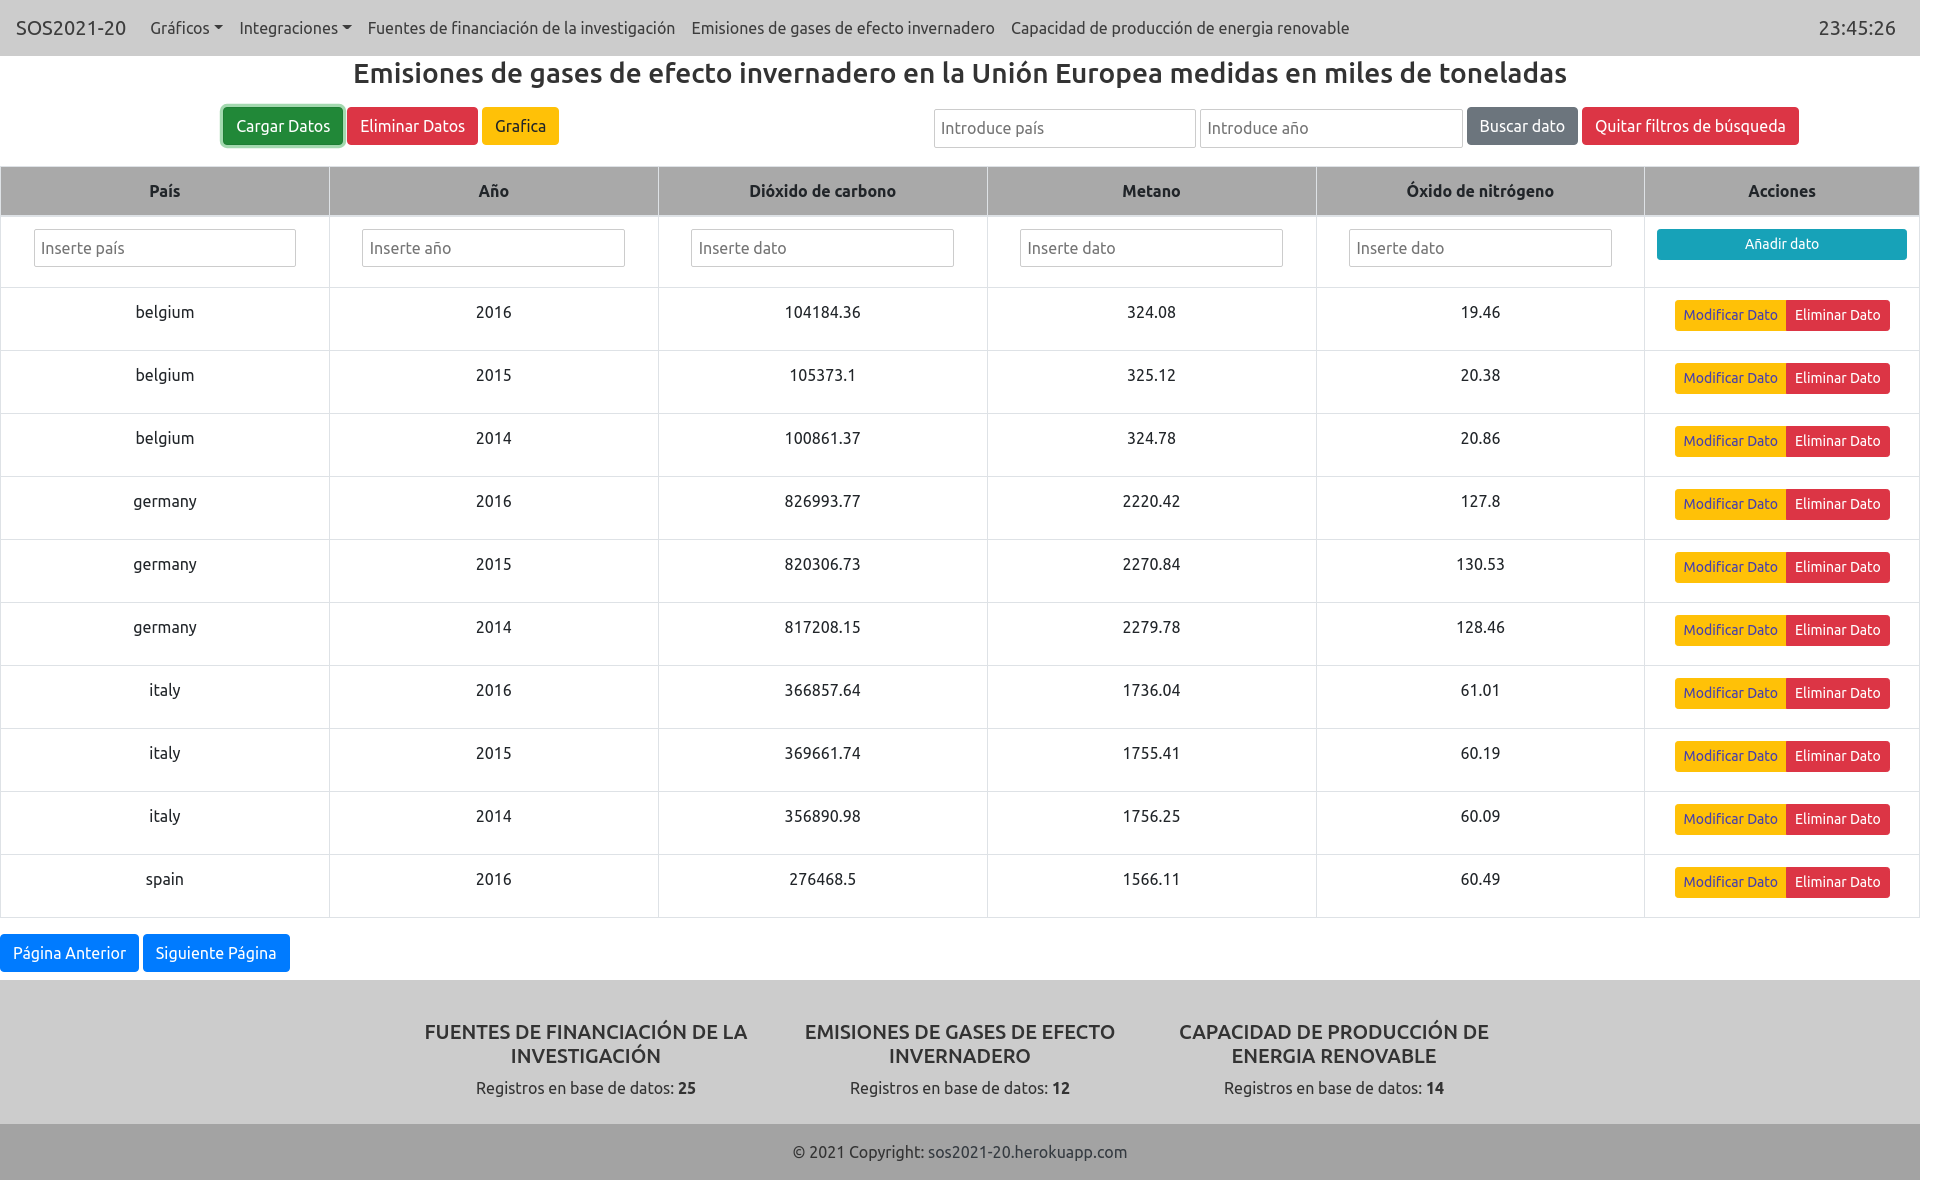 SOS2021-20 Gráficos Integraciones Fuentes de financiación de la investigación Emisiones de gases de efecto invernadero Capacidad de producción de energia renovable 23:45:26
Emisiones de gases de efecto invernadero en la Unión Europea medidas en miles de toneladas
Cargar Datos Eliminar Datos Grafica Introduce país Introduce año Buscar dato Quitar filtros de búsqueda
País Año Dióxido de carbono Metano Óxido de nitrógeno Acciones
Inserte país Inserte año Inserte dato Inserte dato Inserte dato Añadir dato
belgium 2016 104184.36 324.08 19.46 Modificar Dato Eliminar Dato
belgium 2015 105373.1 325.12 20.38 Modificar Dato Eliminar Dato
belgium 2014 100861.37 324.78 20.86 Modificar Dato Eliminar Dato
germany 2016 826993.77 2220.42 127.8 Modificar Dato Eliminar Dato
germany 2015 820306.73 2270.84 130.53 Modificar Dato Eliminar Dato
germany 2014 817208.15 2279.78 128.46 Modificar Dato Eliminar Dato
italy 2016 366857.64 1736.04 61.01 Modificar Dato Eliminar Dato
italy 2015 369661.74 1755.41 60.19 Modificar Dato Eliminar Dato
italy 2014 356890.98 1756.25 60.09 Modificar Dato Eliminar Dato
spain 2016 276468.5 1566.11 60.49 Modificar Dato Eliminar Dato
Página Anterior Siguiente Página
FUENTES DE FINANCIACIÓN DE LA
INVESTIGACIÓN
Registros en base de datos: 25
EMISIONES DE GASES DE EFECTO
INVERNADERO
Registros en base de datos: 12
CAPACIDAD DE PRODUCCIÓN DE
ENERGIA RENOVABLE
Registros en base de datos: 14
© 2021 Copyright: sos2021-20.herokuapp.com